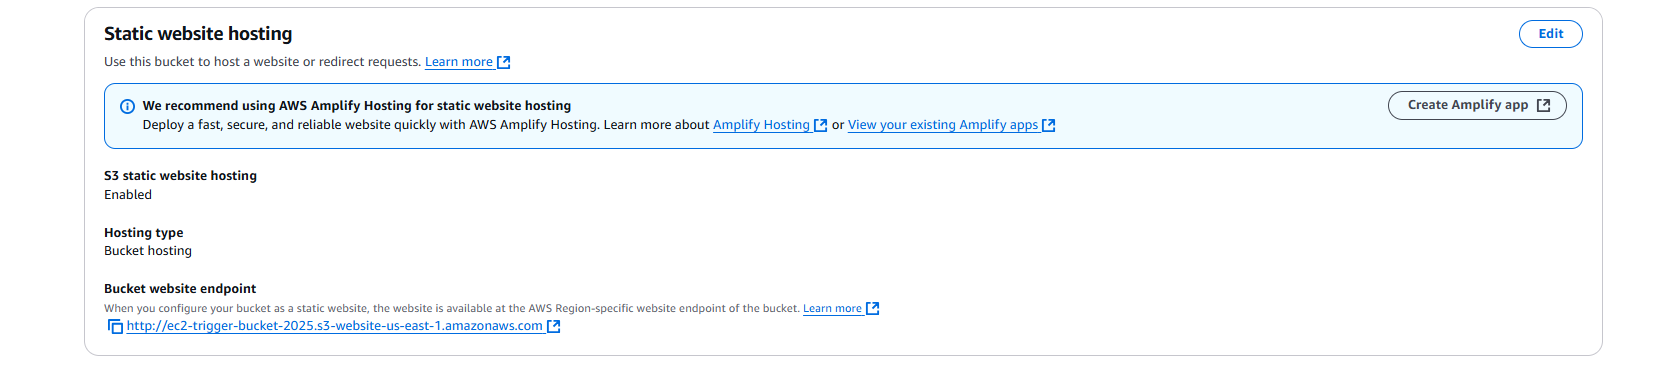 Static website hosting
Edit
Use this bucket to host a website or redirect requests. Learn more
We recommend using AWS Amplify Hosting for static website hosting
Create Amplify app
Deploy a fast, secure, and reliable website quickly with AWS Amplify Hosting. Learn more about Amplify Hosting or View your existing Amplify apps
S3 static website hosting
Enabled
Hosting type
Bucket hosting
Bucket website endpoint
When you configure your bucket as a static website, the website is available at the AWS Region-specific website endpoint of the bucket. Learn more
http://ec2-trigger-bucket-2025.s3-website-us-east-1.amazonaws.com